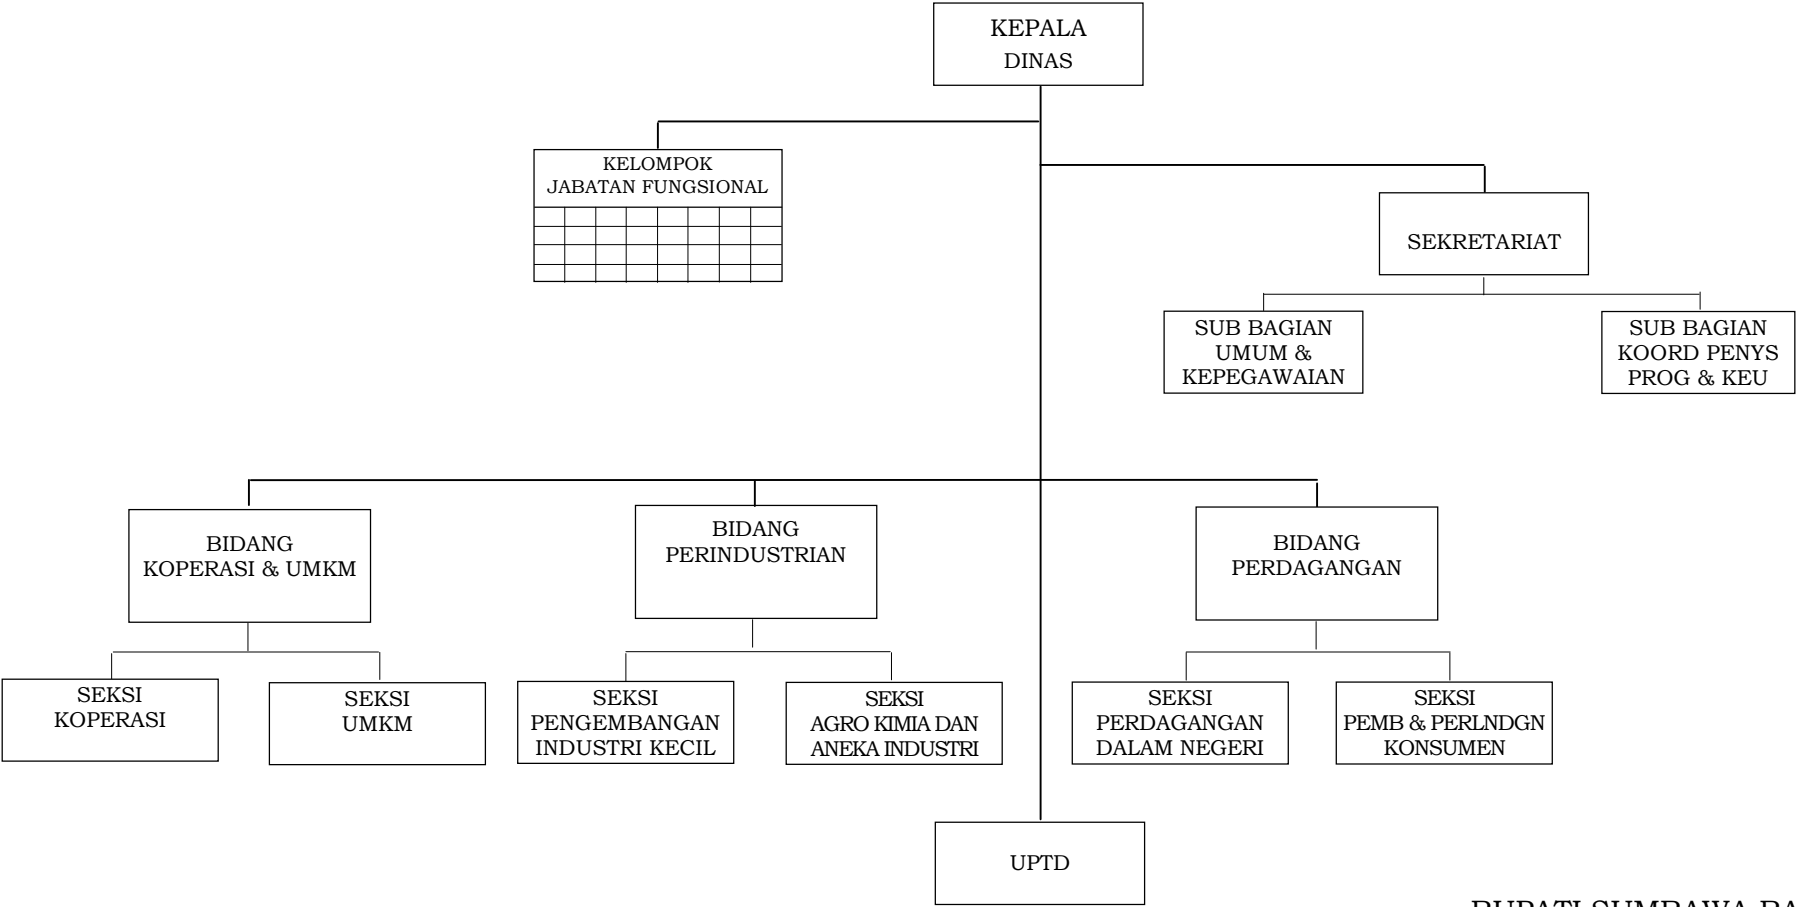 KEPALA
DINAS
KELOMPOK
JABATAN FUNGSIONAL
SEKRETARIAT
SUB BAGIAN
UMUM &
KEPEGAWAIAN
SUB BAGIAN
KOORD PENYS
PROG & KEU
BIDANG
KOPERASI & UMKM
BIDANG
PERINDUSTRIAN
BIDANG
PERDAGANGAN
SEKSI
KOPERASI
SEKSI
UMKM
SEKSI
PENGEMBANGAN
INDUSTRI KECIL
SEKSI
AGRO KIMIA DAN
ANEKA INDUSTRI
SEKSI
PERDAGANGAN
DALAM NEGERI
SEKSI
PEMB & PERLNDGN
KONSUMEN
UPTD